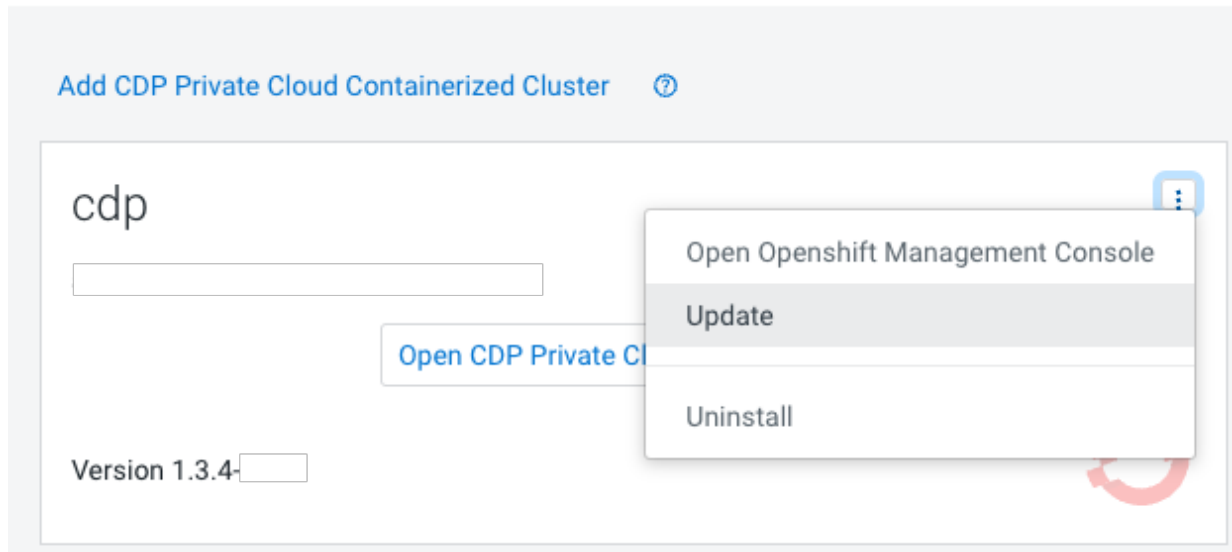 Add CDP Private Cloud Containerized Cluster
cdp
Open Openshift Management Console
Update
Open CDP Private Cl
Uninstall
Version 1.3.4-